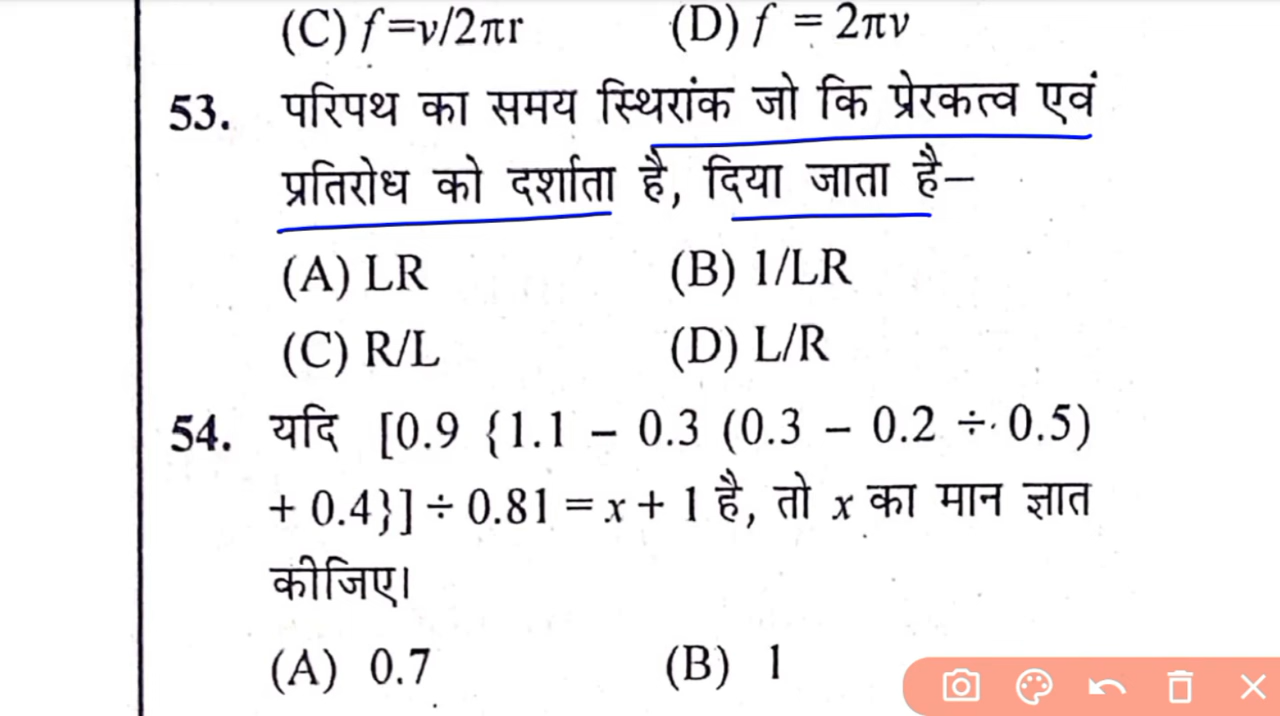 (C) f=v/2πr (D) f = 2πv
53. परिपथ का समय स्थिरांक जो कि प्रेरकत्व एवं
प्रतिरोध को दर्शाता है, दिया जाता है–
(A) LR (B) 1/LR
(C) R/L (D) L/R
54. यदि [0.9 {1.1 – 0.3 (0.3 – 0.2 ÷ 0.5)
+ 0.4}] ÷ 0.81 = x + 1 है, तो x का मान ज्ञात
कीजिए।
(A) 0.7 (B) 1